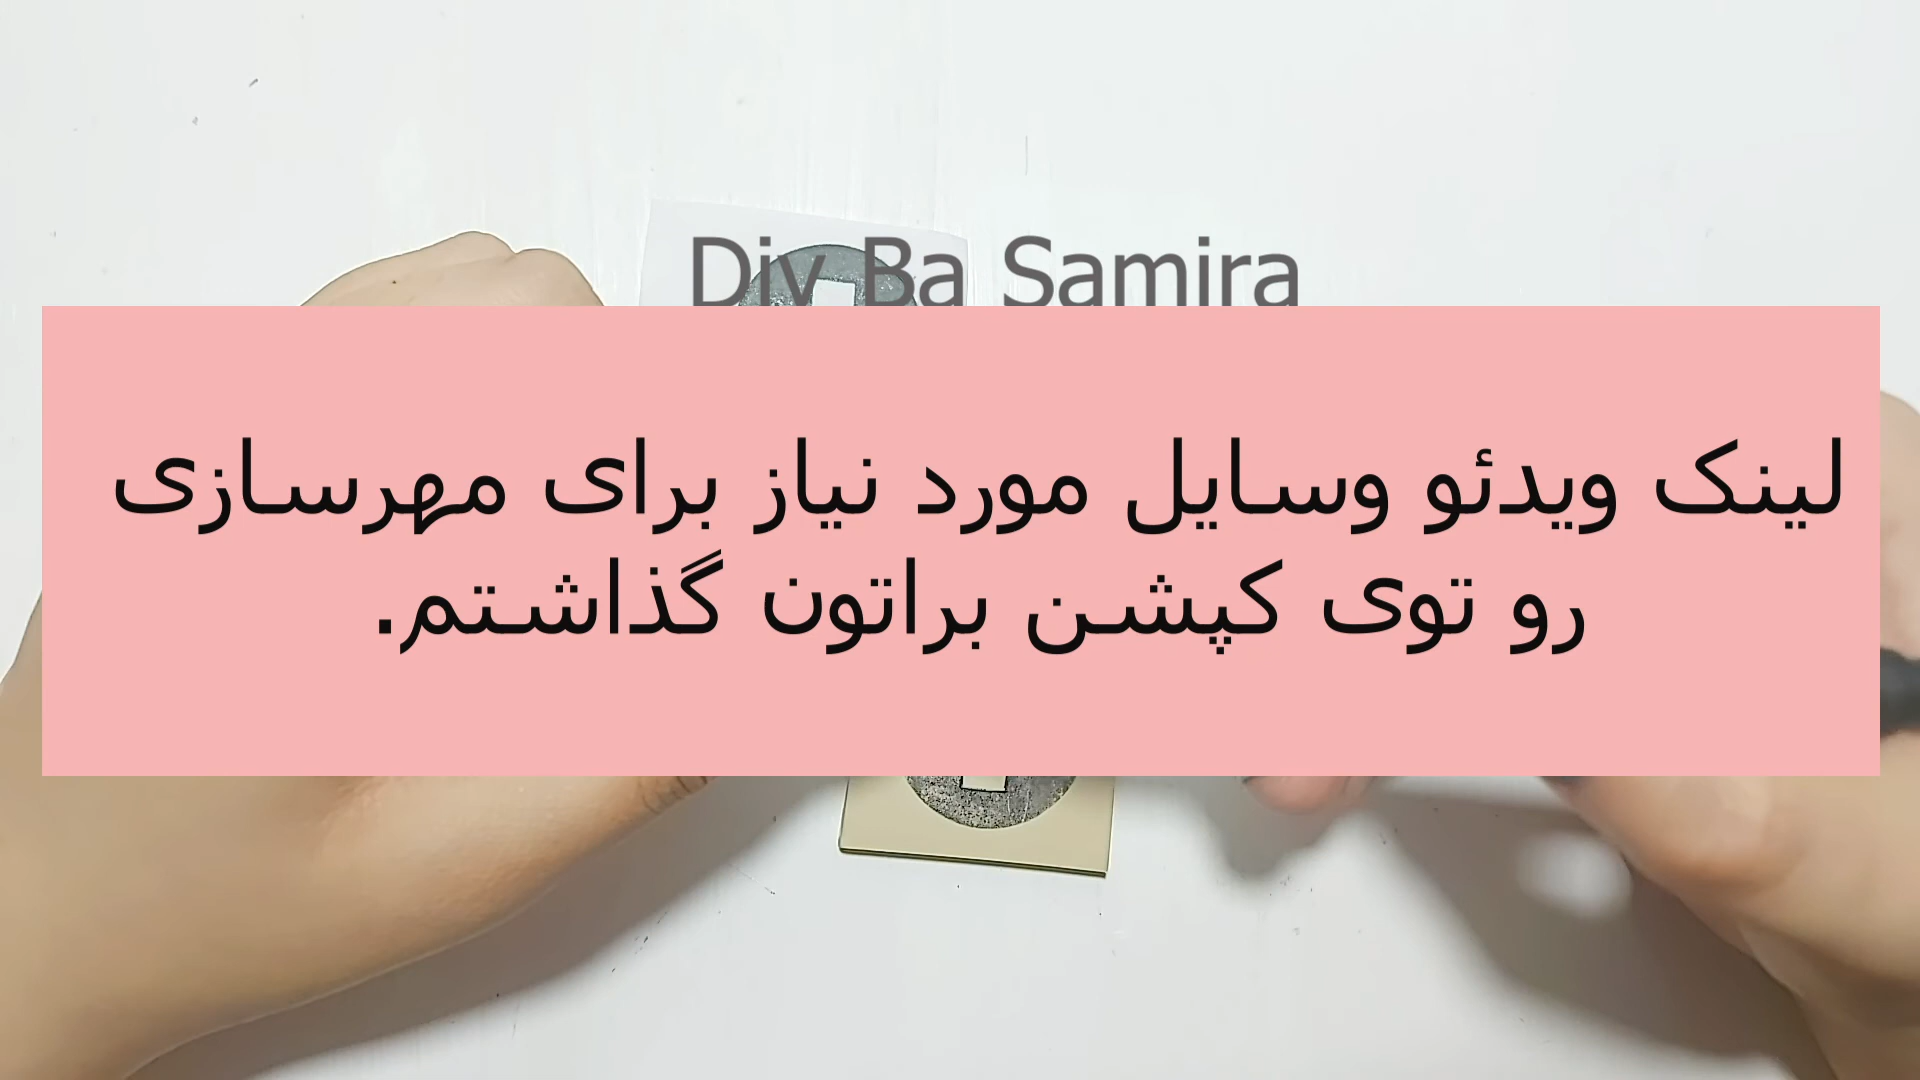 Diy Ba Samira
لینک ویدئو وسایل مورد نیاز برای مهرسازی
رو توی کپشن براتون گذاشتم.